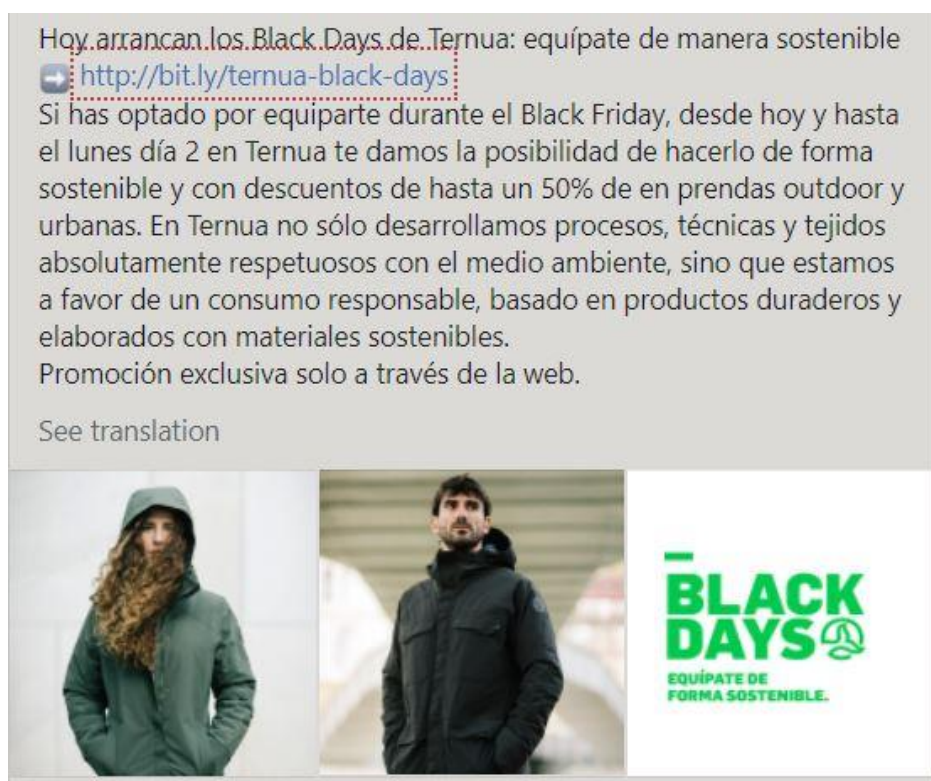 Hoy arrancan los Black Days de Ternua: equípate de manera sostenible
➡ http://bit.ly/ternua-black-days
Si has optado por equiparte durante el Black Friday, desde hoy y hasta
el lunes día 2 en Ternua te damos la posibilidad de hacerlo de forma
sostenible y con descuentos de hasta un 50% de en prendas outdoor y
urbanas. En Ternua no sólo desarrollamos procesos, técnicas y tejidos
absolutamente respetuosos con el medio ambiente, sino que estamos
a favor de un consumo responsable, basado en productos duraderos y
elaborados con materiales sostenibles.
Promoción exclusiva solo a través de la web.
See translation
BLACK
DAYS
EQUÍPATE DE
FORMA SOSTENIBLE.